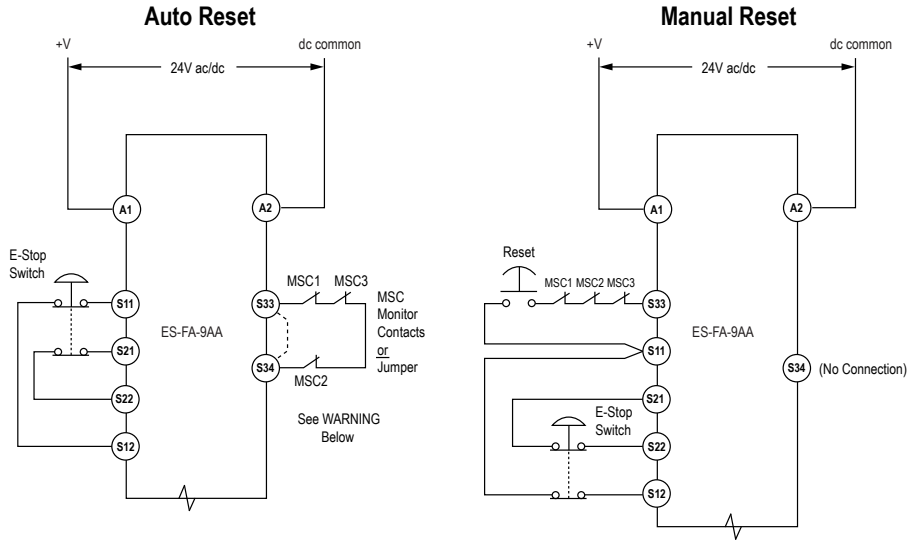 Auto Reset
+V
dc common
24V ac/dc
A1
A2
E-Stop
Switch
S11
S21
S22
S12
ES-FA-9AA
S33
S34
MSC1
MSC3
MSC2
MSC
Monitor
Contacts
or
Jumper
See WARNING
Below
Manual Reset
+V
dc common
24V ac/dc
A1
A2
Reset
MSC1
MSC2
MSC3
S33
S11
S21
S22
S12
ES-FA-9AA
S34
(No Connection)
E-Stop
Switch